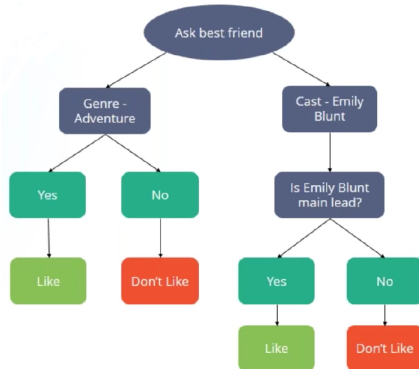 Ask best friend
Genre -
Adventure
Cast - Emily
Blunt
Yes
No
Is Emily Blunt
main lead?
Like
Don't Like
Yes
No
Like
Don't Like